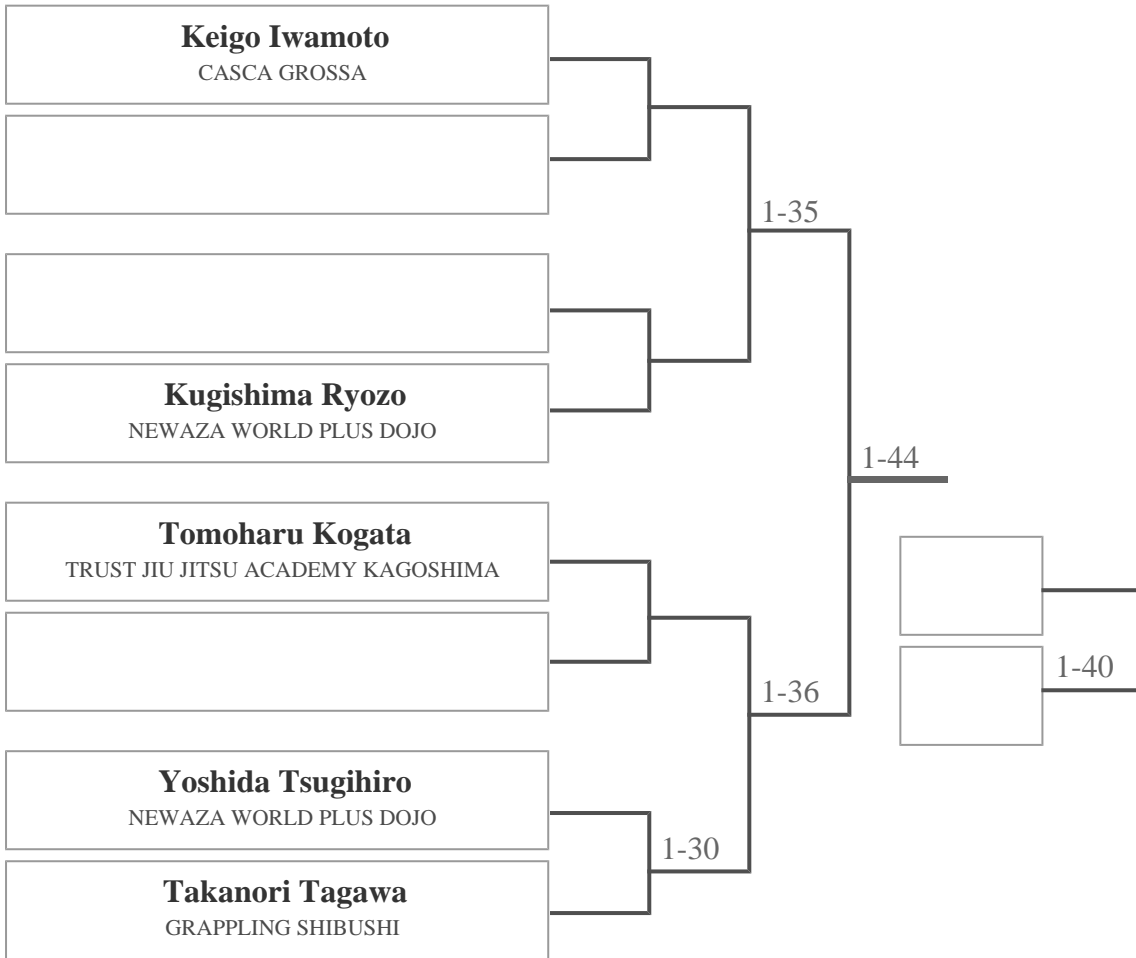 Keigo Iwamoto
CASCA GROSSA
1-35
Kugishima Ryozo
NEWAZA WORLD PLUS DOJO
1-44
Tomoharu Kogata
TRUST JIU JITSU ACADEMY KAGOSHIMA
1-40
1-36
Yoshida Tsugihiro
NEWAZA WORLD PLUS DOJO
1-30
Takanori Tagawa
GRAPPLING SHIBUSHI